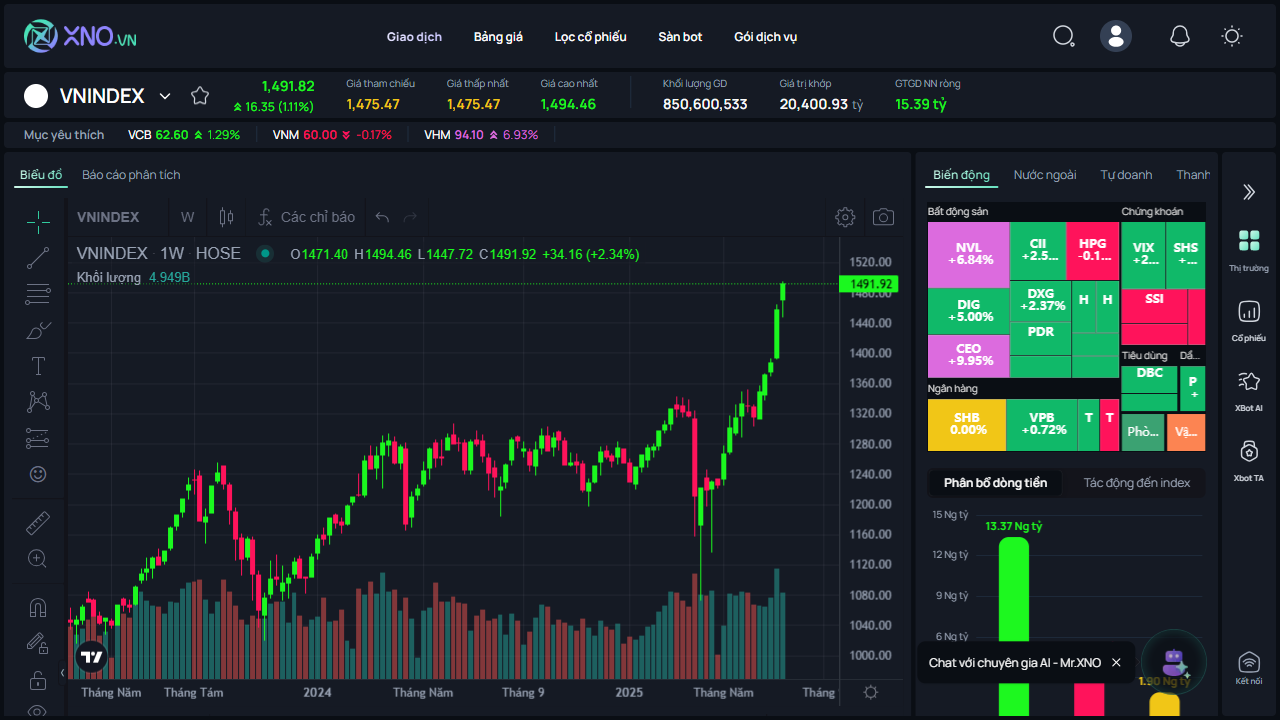 XNO.VN
Giao dịch Bảng giá Lọc cổ phiếu Sàn bot Gói dịch vụ
VNINDEX
1,491.82
16.35 (1.11%)
Giá tham chiếu
1,475.47
Giá thấp nhất
1,475.47
Giá cao nhất
1,494.46
Khối lượng GD
850,600,533
Giá trị khớp
20,400.93 tỷ
GTGD NN ròng
15.39 tỷ
Mục yêu thích VCB 62.60 1.29% VNM 60.00 -0.17% VHM 94.10 6.93%
Biểu đồ Báo cáo phân tích
VNINDEX W Các chỉ báo
VNINDEX 1W HOSE O1471.40 H1494.46 L1447.72 C1491.92 +34.16 (+2.34%)
Khối lượng 4.949B
1520.00
1491.92
1480.00
1440.00
1400.00
1360.00
1320.00
1280.00
1240.00
1200.00
1160.00
1120.00
1080.00
1040.00
1000.00
Tháng Năm Tháng Tám 2024 Tháng Năm Tháng 9 2025 Tháng Năm Tháng
Biến động Nước ngoài Tự doanh Thanh
Bất động sản
NVL
+6.84%
DIG
+5.00%
CEO
+9.95%
CII
+2.5...
HPG
-0.1...
DXG
+2.37%
H
H
PDR
Chứng khoán
VIX
+2...
SHS
+...
SSI
Tiêu dùng
DBC
Dầ...
P
+
Ngân hàng
SHB
0.00%
VPB
+0.72%
T
T
Phò...
Vậ...
Phân bổ dòng tiền Tác động đến index
15 Ng tỷ
13.37 Ng tỷ
12 Ng tỷ
9 Ng tỷ
6 Ng tỷ
1.90 Ng tỷ
Chat với chuyên gia AI - Mr.XNO
Thị trường
Cổ phiếu
XBot AI
Xbot TA
Kết nối